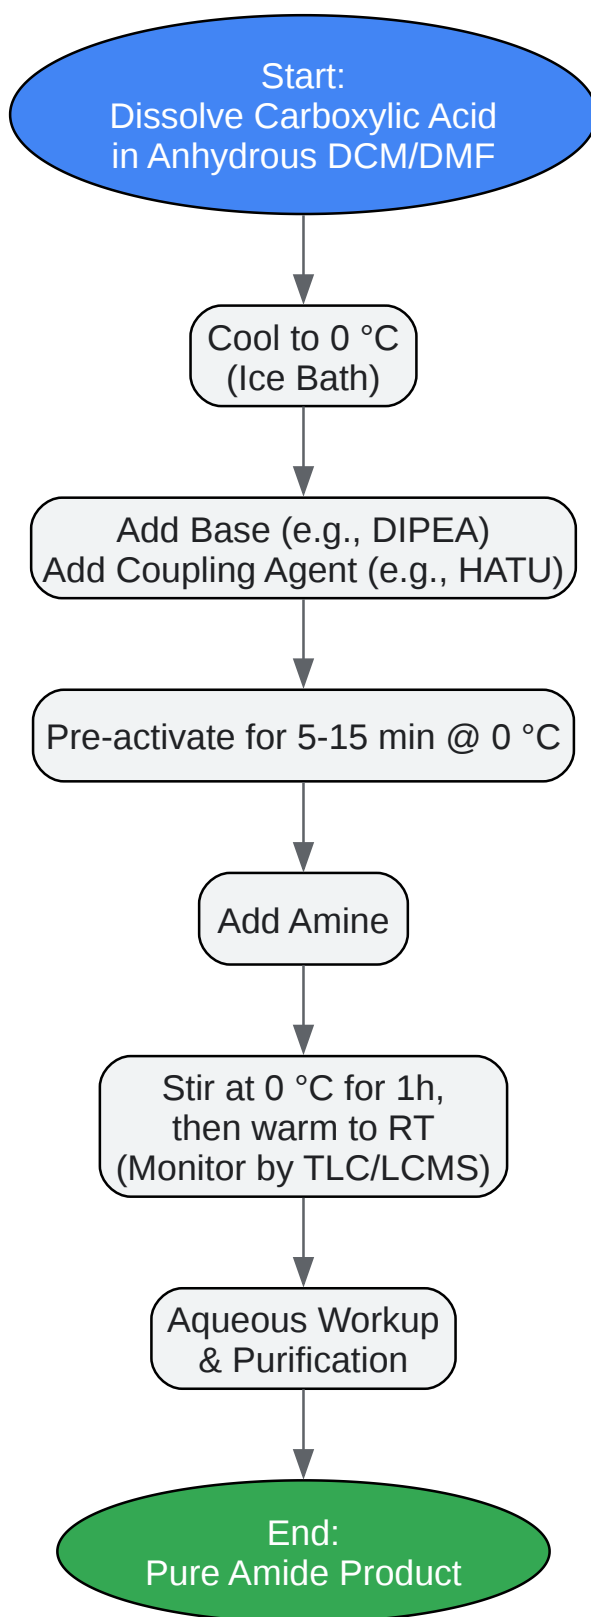 Start:
Dissolve Carboxylic Acid
in Anhydrous DCM/DMF
Cool to 0 °C
(Ice Bath)
Add Base (e.g., DIPEA)
Add Coupling Agent (e.g., HATU)
Pre-activate for 5-15 min @ 0 °C
Add Amine
Stir at 0 °C for 1h,
then warm to RT
(Monitor by TLC/LCMS)
Aqueous Workup
& Purification
End:
Pure Amide Product